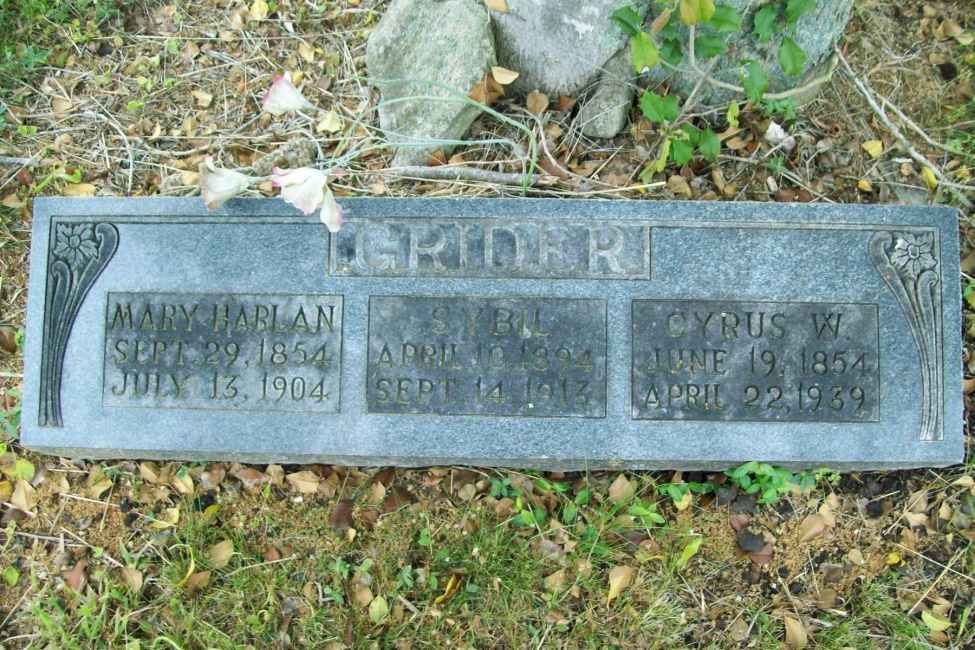 GRIDER
MARY HARLAN
SEPT. 29, 1854
JULY 13, 1904
SYBIL
APRIL 10, 1894
SEPT. 14, 1913
CYRUS W.
JUNE 19, 1854
APRIL 22, 1939